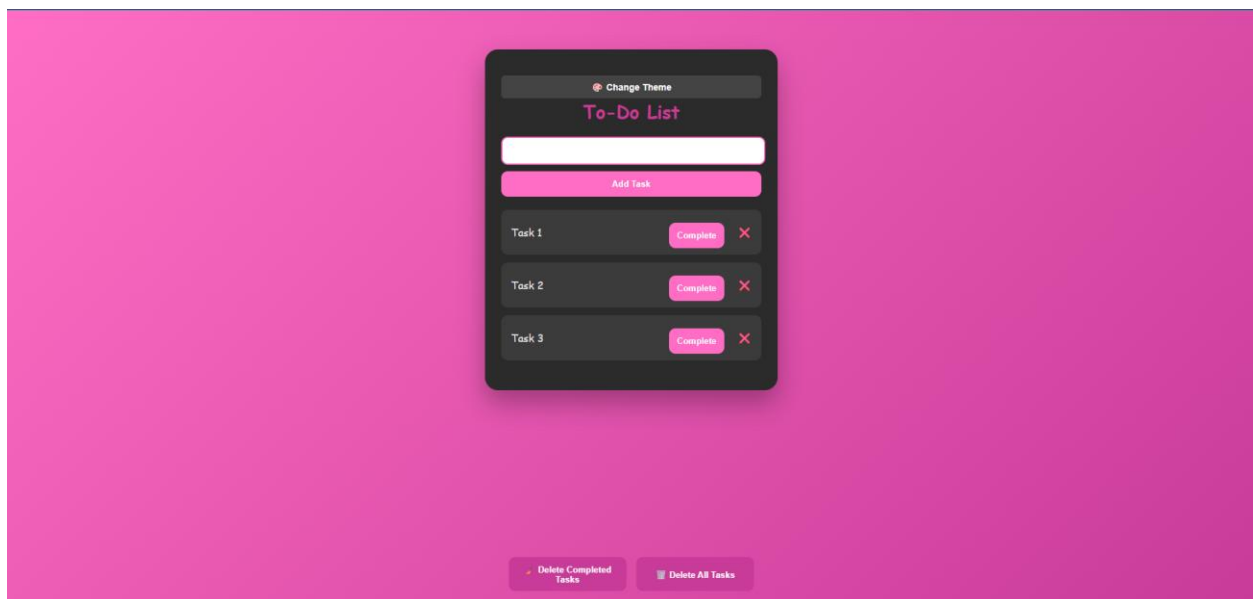 Change Theme
To-Do List
Add Task
Task 1
Complete
Task 2
Complete
Task 3
Complete
Delete Completed
Tasks
Delete All Tasks